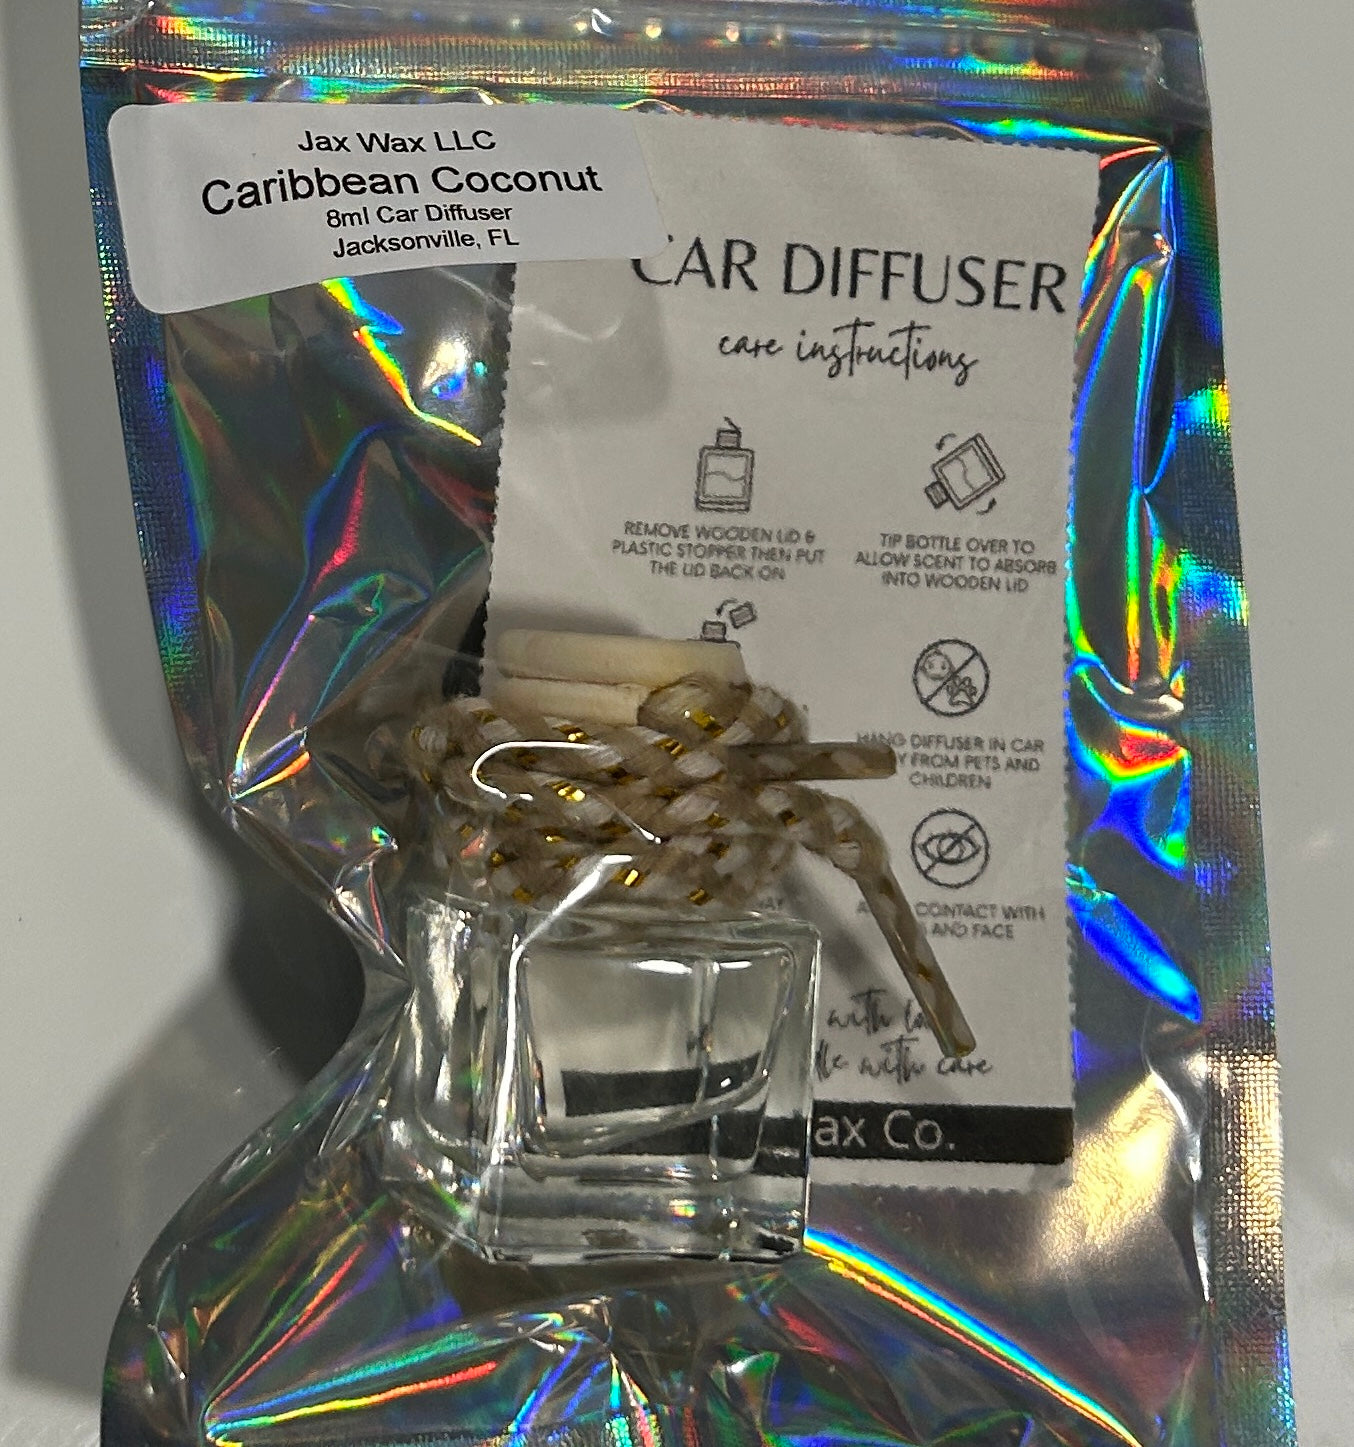 Jax Wax LLC
Caribbean Coconut
8ml Car Diffuser
Jacksonville, FL
CAR DIFFUSER
care instructions
REMOVE WOODEN LID &
PLASTIC STOPPER THEN PUT
THE LID BACK ON
TIP BOTTLE OVER TO
ALLOW SCENT TO ABSORB
INTO WOODEN LID
HANG DIFFUSER IN CAR
Y FROM PETS AND
CHILDREN
CONTACT WITH
AND FACE
with
with care
ax Co.